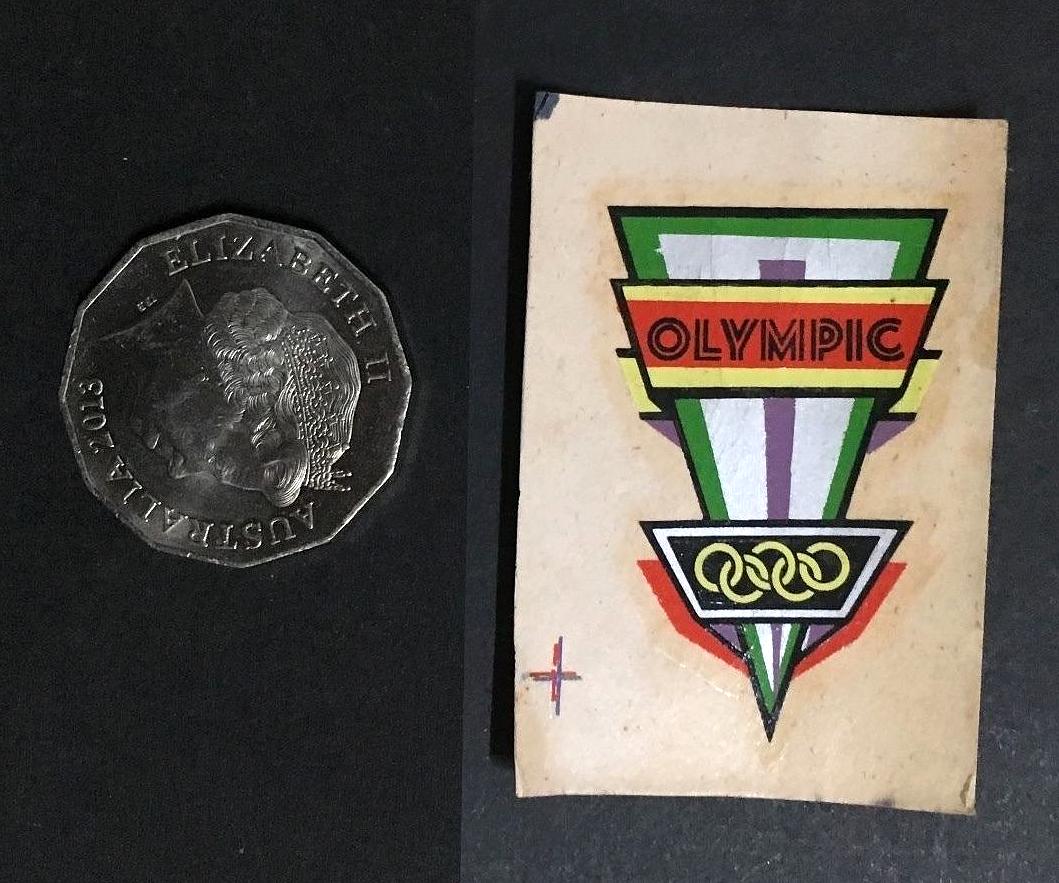 ELIZABETH II
AUSTRALIA 2013
OLYMPIC